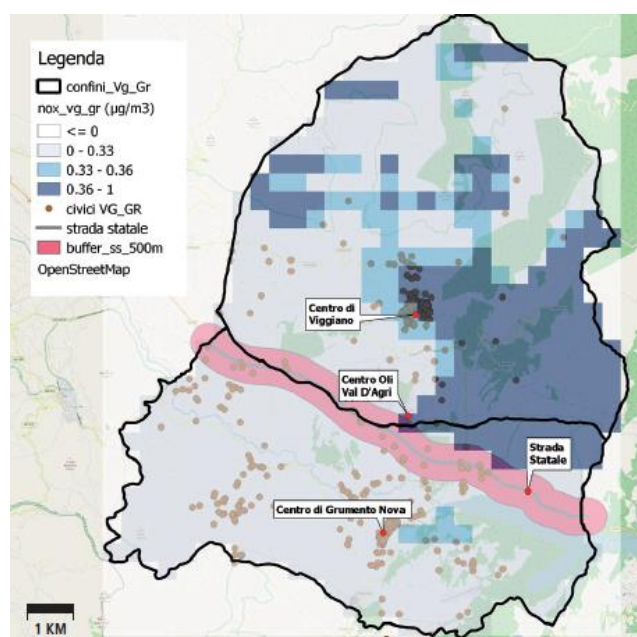 Legenda
confini_Vg_Gr
nox_vg_gr (µg/m3)
<= 0
0 - 0.33
0.33 - 0.36
0.36 - 1
civici VG_GR
strada statale
buffer_ss_500m
OpenStreetMap
Centro di
Viggiano
Centro Oli
Val D'Agri
Strada
Statale
Centro di Grumento Nova
1 KM